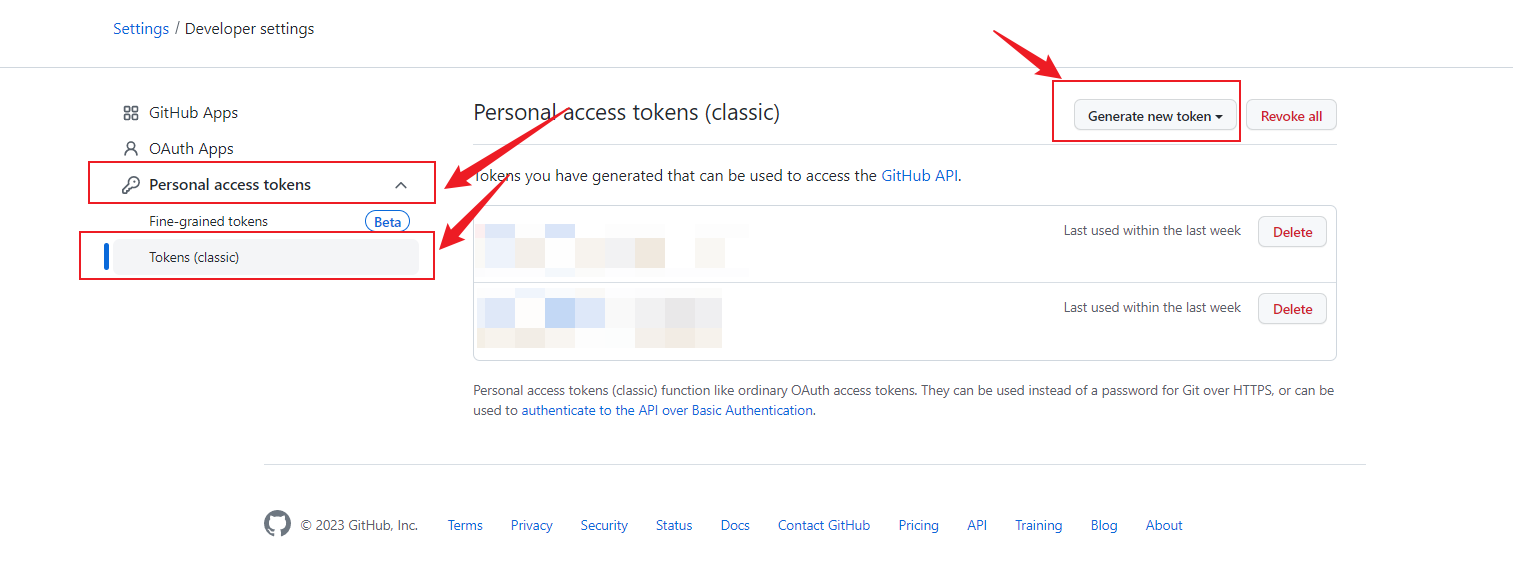 Settings / Developer settings
GitHub Apps
OAuth Apps
Personal access tokens
Fine-grained tokens Beta
Tokens (classic)
Personal access tokens (classic)
Generate new token
Revoke all
Tokens you have generated that can be used to access the GitHub API.
Last used within the last week Delete
Last used within the last week Delete
Personal access tokens (classic) function like ordinary OAuth access tokens. They can be used instead of a password for Git over HTTPS, or can be
used to authenticate to the API over Basic Authentication.
© 2023 GitHub, Inc. Terms Privacy Security Status Docs Contact GitHub Pricing API Training Blog About